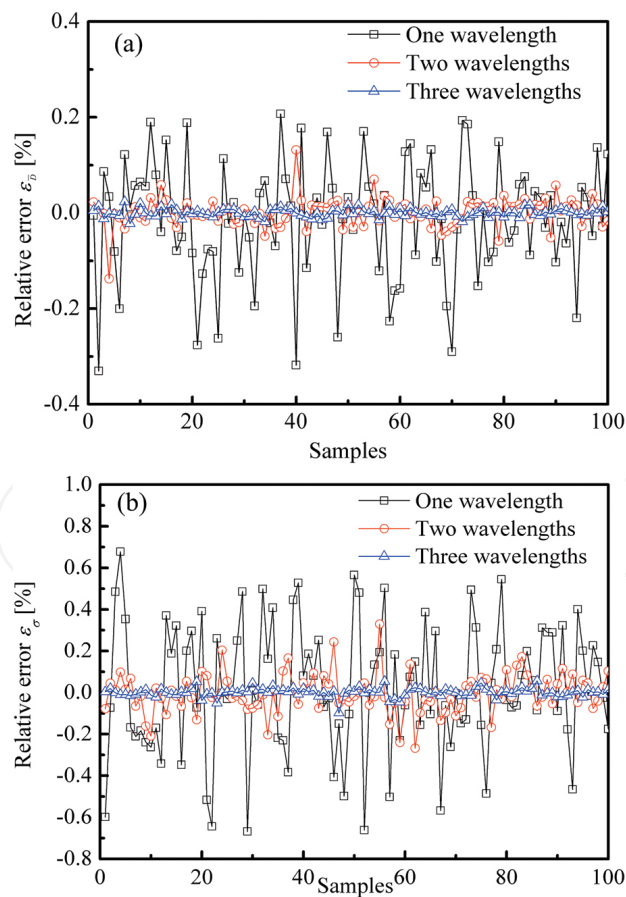 (a)
One wavelength
Two wavelengths
Three wavelengths
Relative error ε_D̄ [%]
0.4
0.2
0.0
-0.2
-0.4
0 20 40 60 80 100
Samples
(b)
One wavelength
Two wavelengths
Three wavelengths
Relative error ε_σ [%]
1.0
0.8
0.6
0.4
0.2
0.0
-0.2
-0.4
-0.6
-0.8
0 20 40 60 80 100
Samples